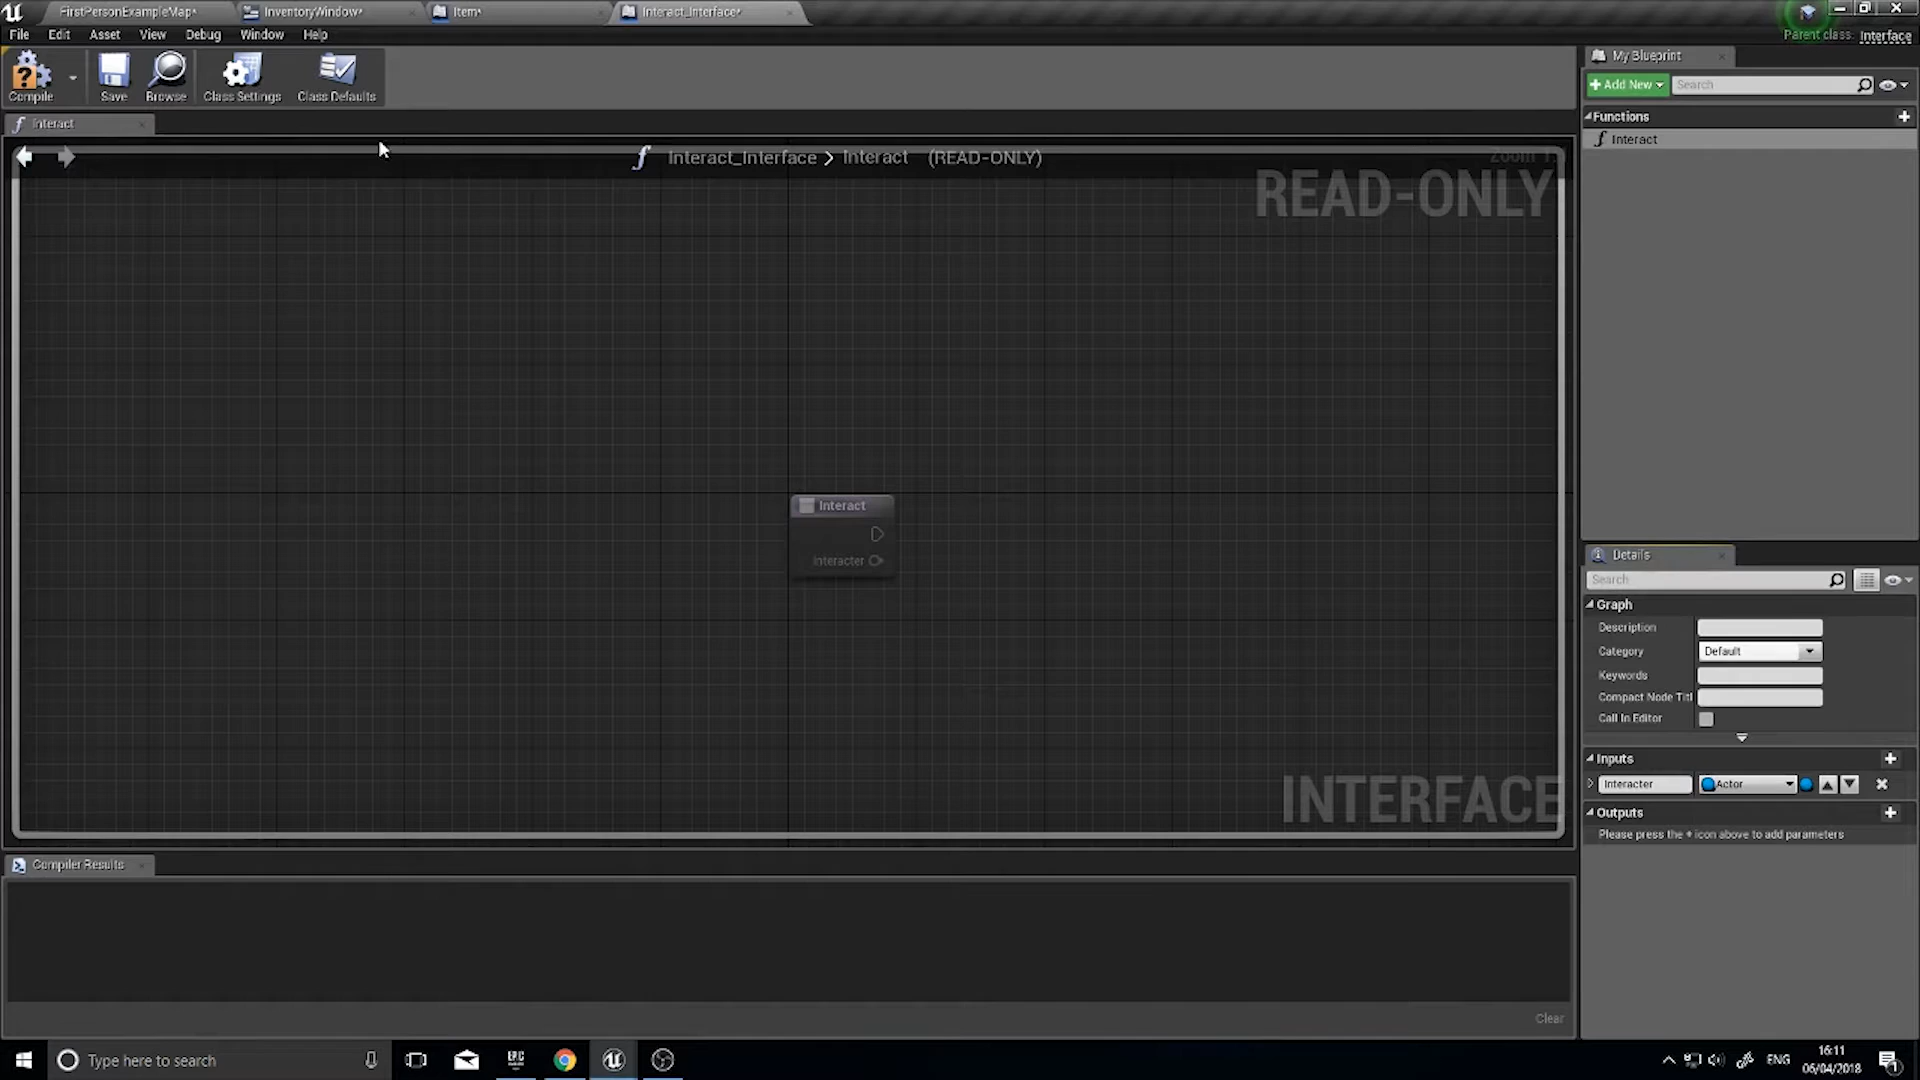 FirstPersonExampleMap*
InventoryWindow*
Item*
Interact_Interface*
File Edit Asset View Debug Window Help
Parent class: Interface
Compile
Save
Browse
Class Settings
Class Defaults
My Blueprint
+ Add New
Search
Interact
Interact_Interface > Interact (READ-ONLY)
READ-ONLY
Functions
Interact
Interact
Interacter
INTERFACE
Details
Search
Graph
Description
Category Default
Keywords
Compact Node Titl
Call In Editor
Inputs
Interacter Actor
Outputs
Please press the + icon above to add parameters
Compiler Results
Clear
Type here to search
EPIC
ENG
16:11
06/04/2018
1